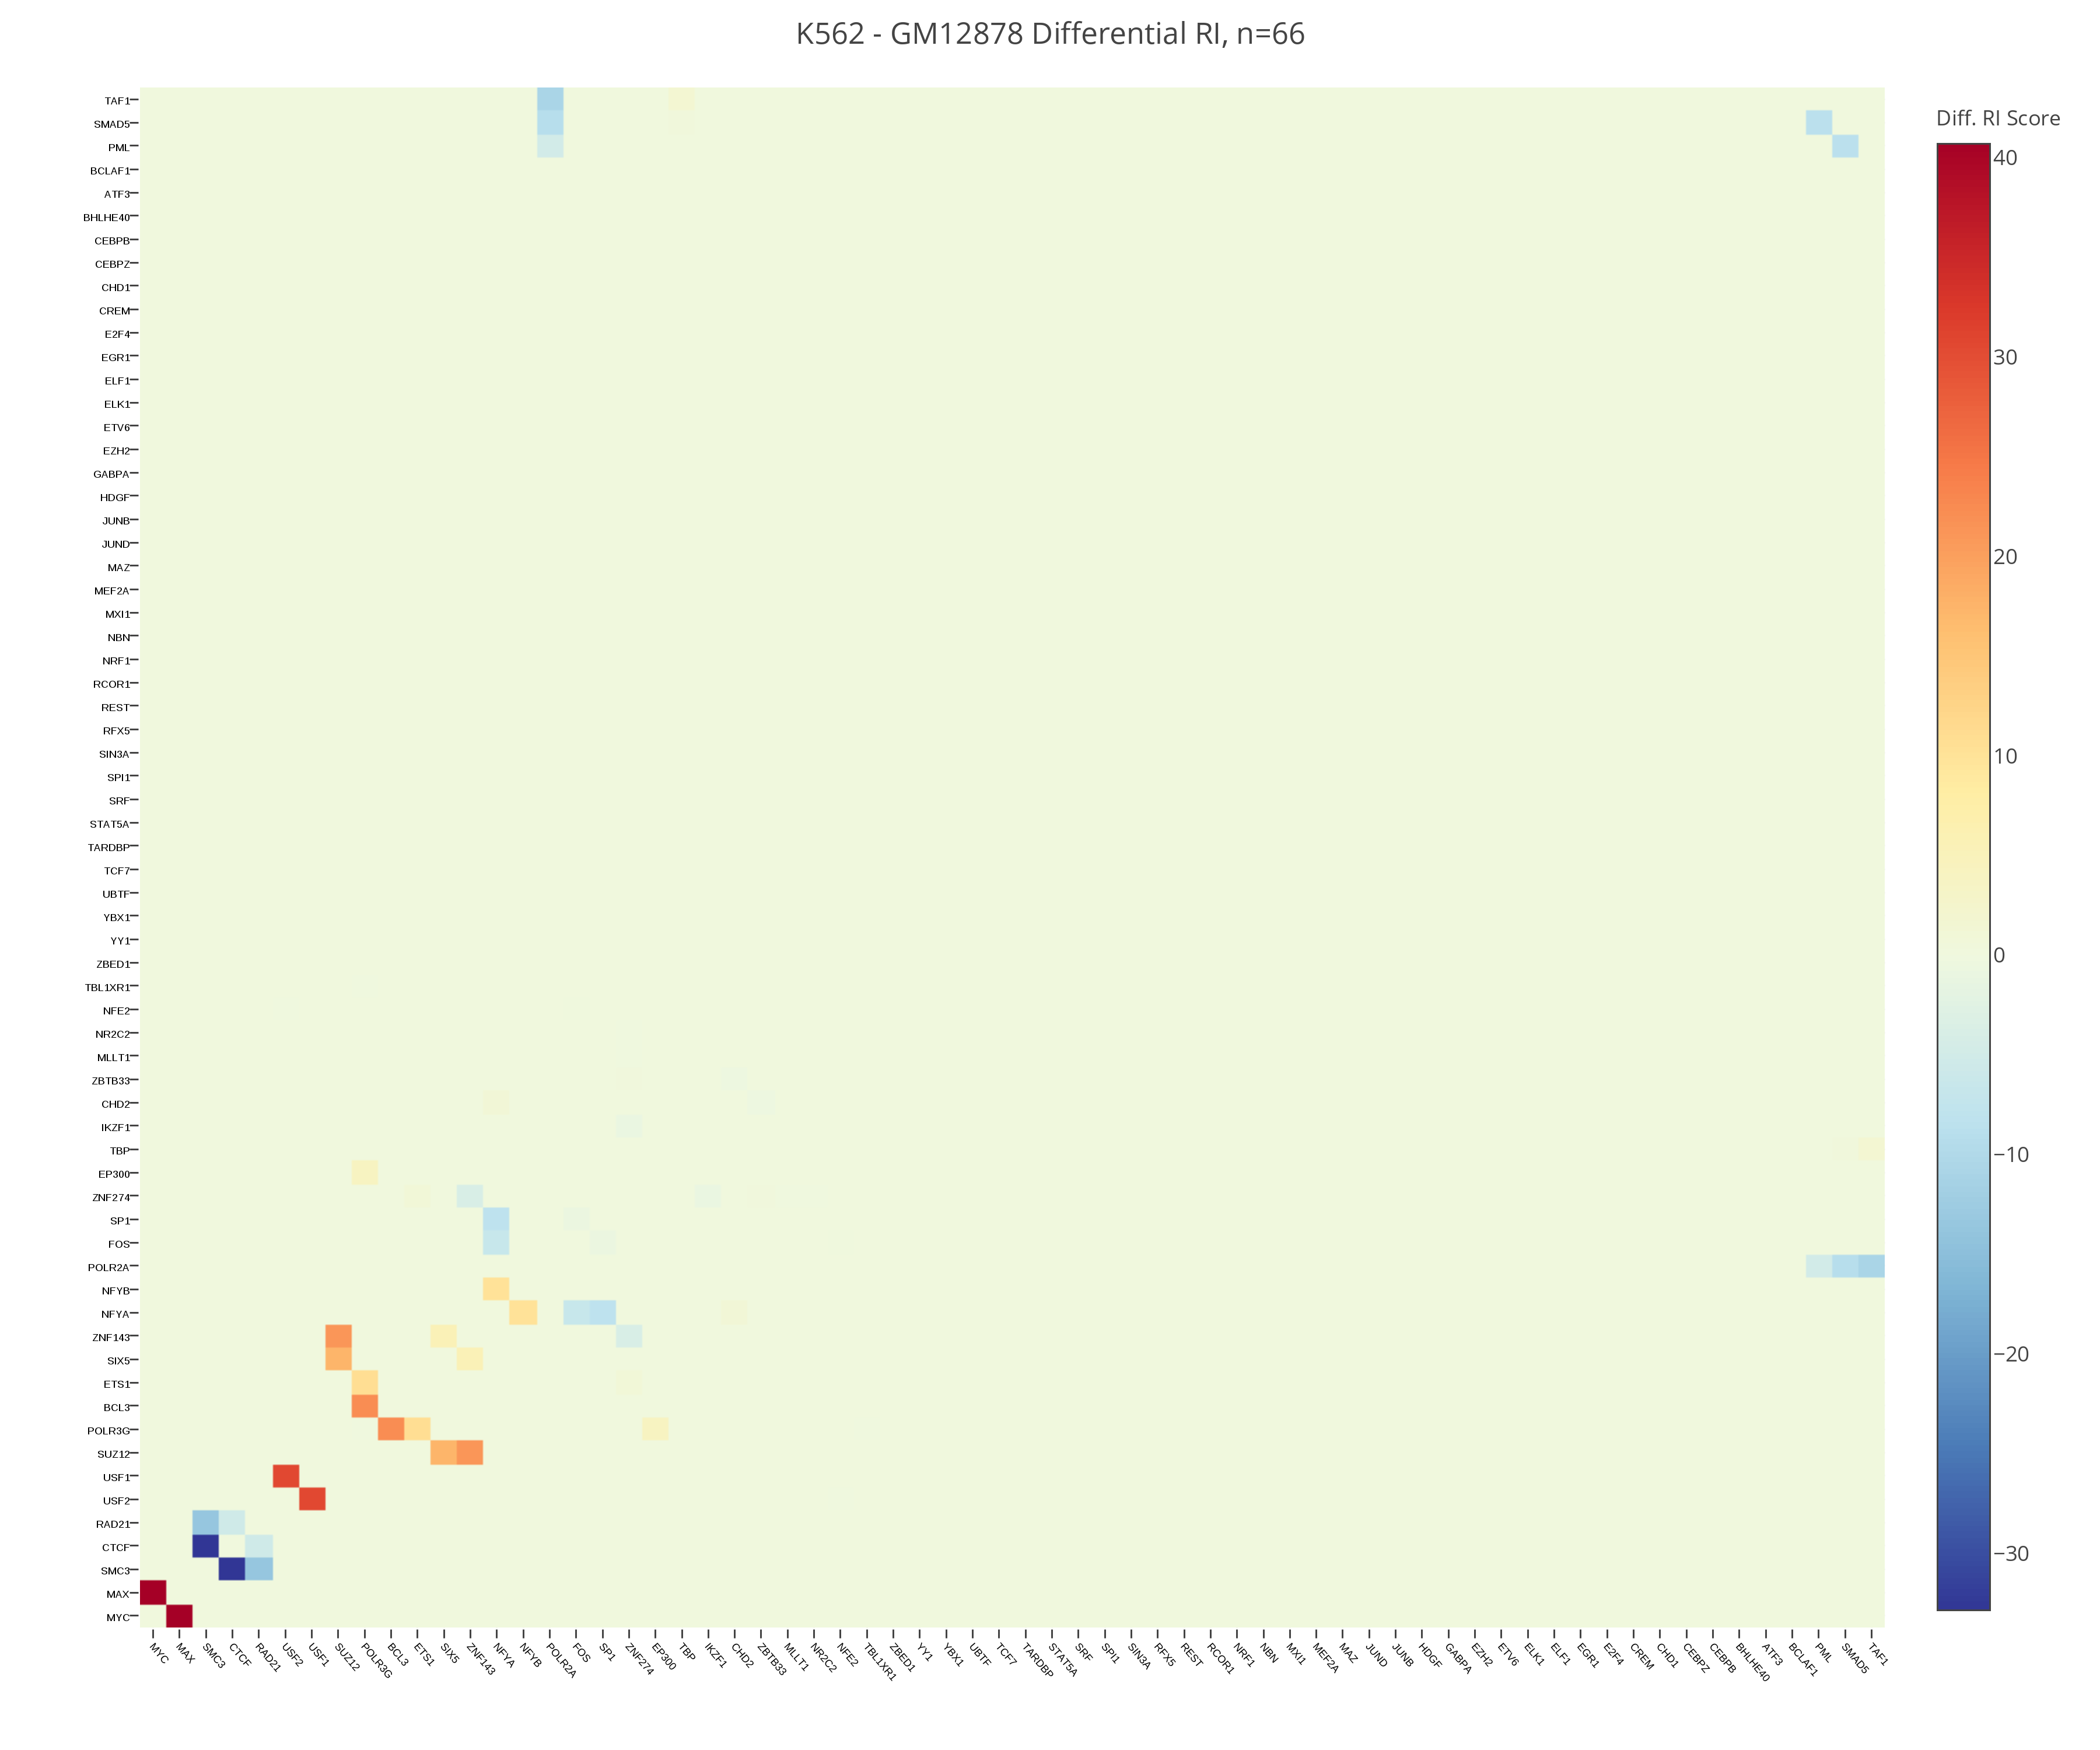 K562 - GM12878 Differential RI, n=66
TAF1
SMAD5
PML
BCLAF1
ATF3
BHLHE40
CEBPB
CEBPZ
CHD1
CREM
E2F4
EGR1
ELF1
ELK1
ETV6
EZH2
GABPA
HDGF
JUNB
JUND
MAZ
MEF2A
MXI1
NBN
NRF1
RCOR1
REST
RFX5
SIN3A
SPI1
SRF
STAT5A
TARDBP
TCF7
UBTF
YBX1
YY1
ZBED1
TBL1XR1
NFE2
NR2C2
MLLT1
ZBTB33
CHD2
IKZF1
TBP
EP300
ZNF274
SP1
FOS
POLR2A
NFYB
NFYA
ZNF143
SIX5
ETS1
BCL3
POLR3G
SUZ12
USF1
USF2
RAD21
CTCF
SMC3
MAX
MYC
MYC
MAX
SMC3
CTCF
RAD21
USF2
USF1
SUZ12
POLR3G
BCL3
ETS1
SIX5
ZNF143
NFYA
NFYB
POLR2A
FOS
SP1
ZNF274
EP300
TBP
IKZF1
CHD2
ZBTB33
MLLT1
NR2C2
NFE2
TBL1XR1
ZBED1
YY1
YBX1
UBTF
TCF7
TARDBP
STAT5A
SRF
SPI1
SIN3A
RFX5
REST
RCOR1
NRF1
NBN
MXI1
MEF2A
MAZ
JUND
JUNB
HDGF
GABPA
EZH2
ETV6
ELK1
ELF1
EGR1
E2F4
CREM
CHD1
CEBPZ
CEBPB
BHLHE40
ATF3
BCLAF1
PML
SMAD5
TAF1
Diff. RI Score
40
30
20
10
0
−10
−20
−30